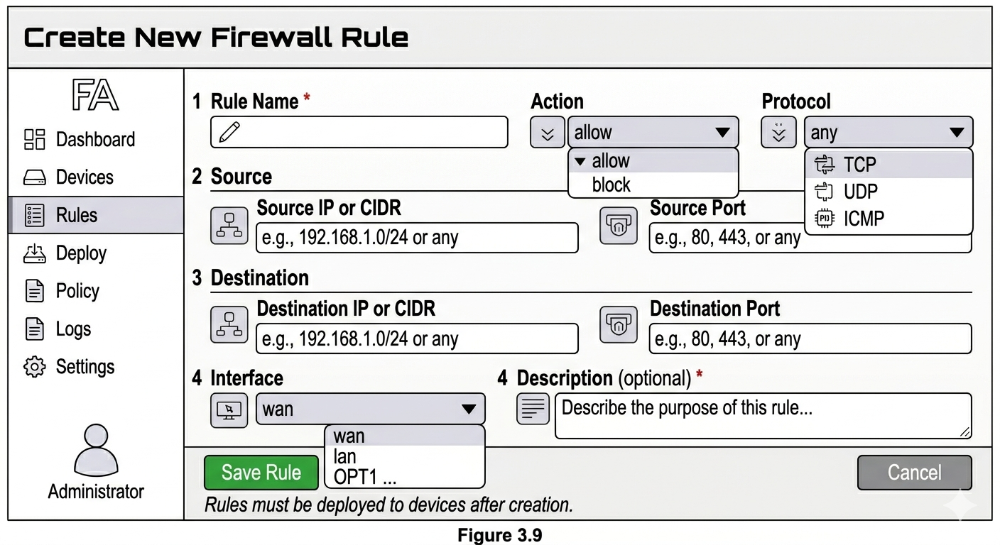 Create New Firewall Rule
FA
Dashboard
Devices
Rules
Deploy
Policy
Logs
Settings
Administrator
1 Rule Name *
Action
allow
allow
block
Protocol
any
TCP
UDP
ICMP
2 Source
Source IP or CIDR
e.g., 192.168.1.0/24 or any
Source Port
e.g., 80, 443, or any
3 Destination
Destination IP or CIDR
e.g., 192.168.1.0/24 or any
Destination Port
e.g., 80, 443, or any
4 Interface
wan
wan
lan
OPT1 ...
4 Description (optional) *
Describe the purpose of this rule...
Save Rule
Cancel
Rules must be deployed to devices after creation.
Figure 3.9